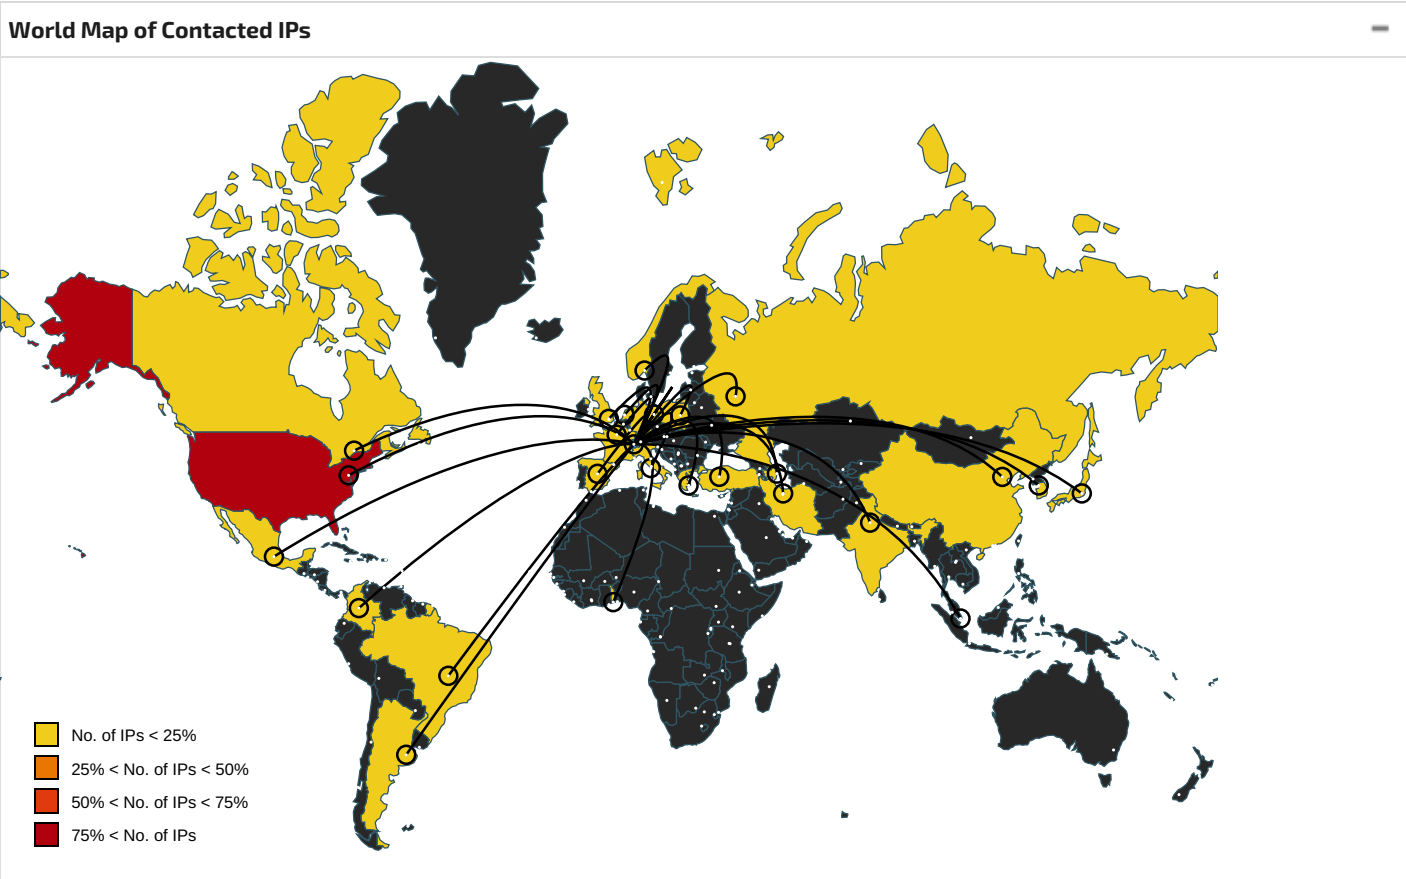 World Map of Contacted IPs
No. of IPs < 25%
25% < No. of IPs < 50%
50% < No. of IPs < 75%
75% < No. of IPs